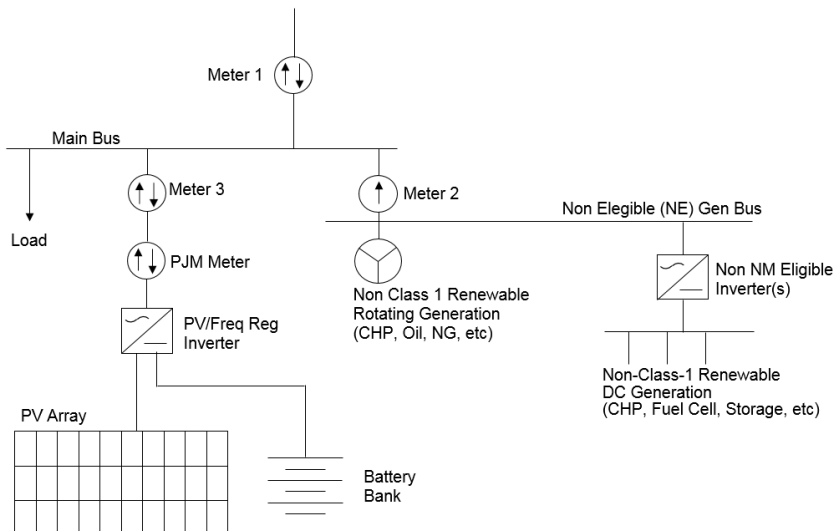 Meter 1
Main Bus
Meter 3
Meter 2
Non Elegible (NE) Gen Bus
Load
PJM Meter
Non NM Eligible
Inverter(s)
Non Class 1 Renewable
Rotating Generation
(CHP, Oil, NG, etc)
PV/Freq Reg
Inverter
Non-Class-1 Renewable
DC Generation
(CHP, Fuel Cell, Storage, etc)
PV Array
Battery
Bank